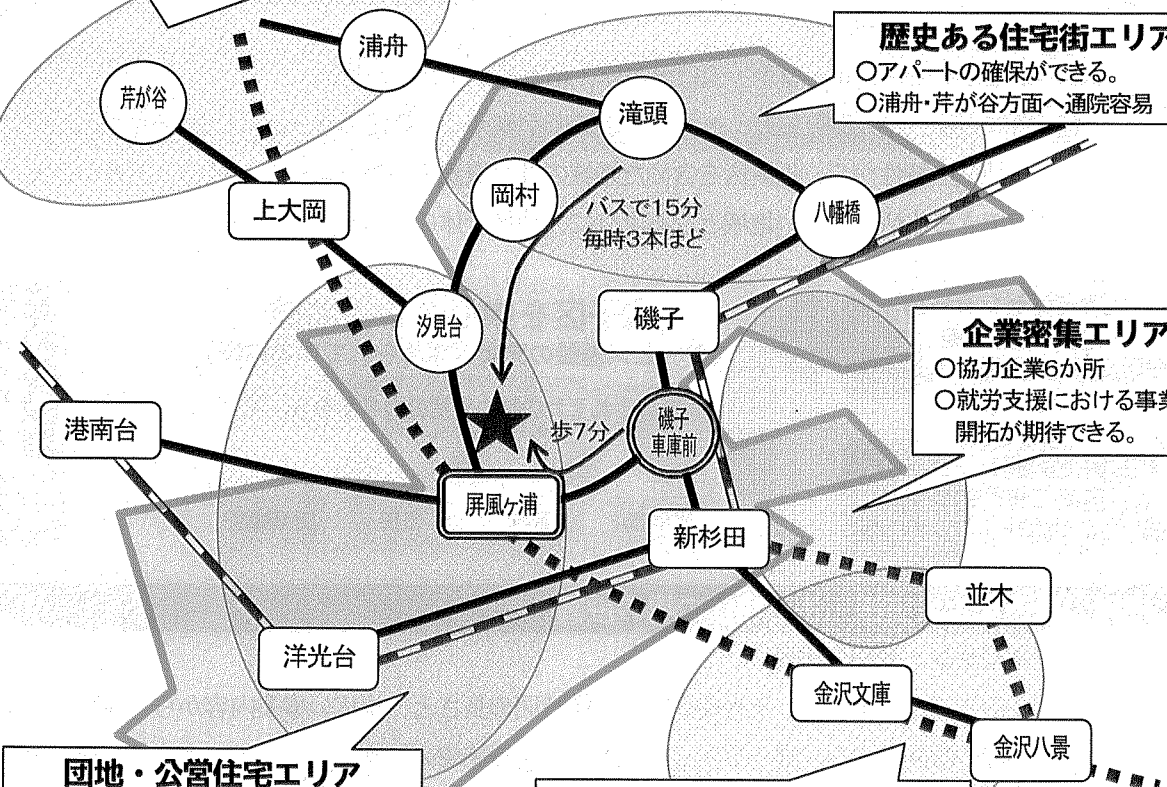 浦舟
歴史ある住宅街エリア
○アパートの確保ができる。
○浦舟・芹が谷方面へ通院容易
芹が谷
滝頭
上大岡
岡村
バスで15分
毎時3本ほど
八幡橋
汐見台
磯子
企業密集エリア
○協力企業6か所
○就労支援における事業
開拓が期待できる。
港南台
歩7分
磯子
車庫前
屏風ヶ浦
新杉田
並木
洋光台
金沢文庫
金沢八景
団地・公営住宅エリア